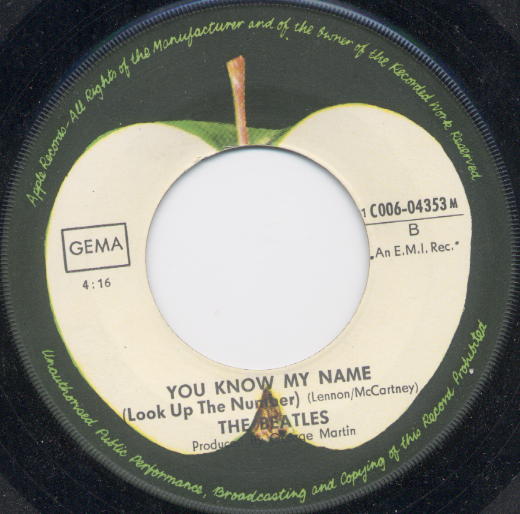 Apple Records-All Rights of the Manufacturer and of the Owner of the Recorded Work Reserved
1 C006-04353 M
B
GEMA
"An E.M.I. Rec."
4:16
YOU KNOW MY NAME
(Look Up The Number) (Lennon/McCartney)
THE BEATLES
Produced George Martin
Unauthorised Public Performance, Broadcasting and Copying of this Record Prohibited